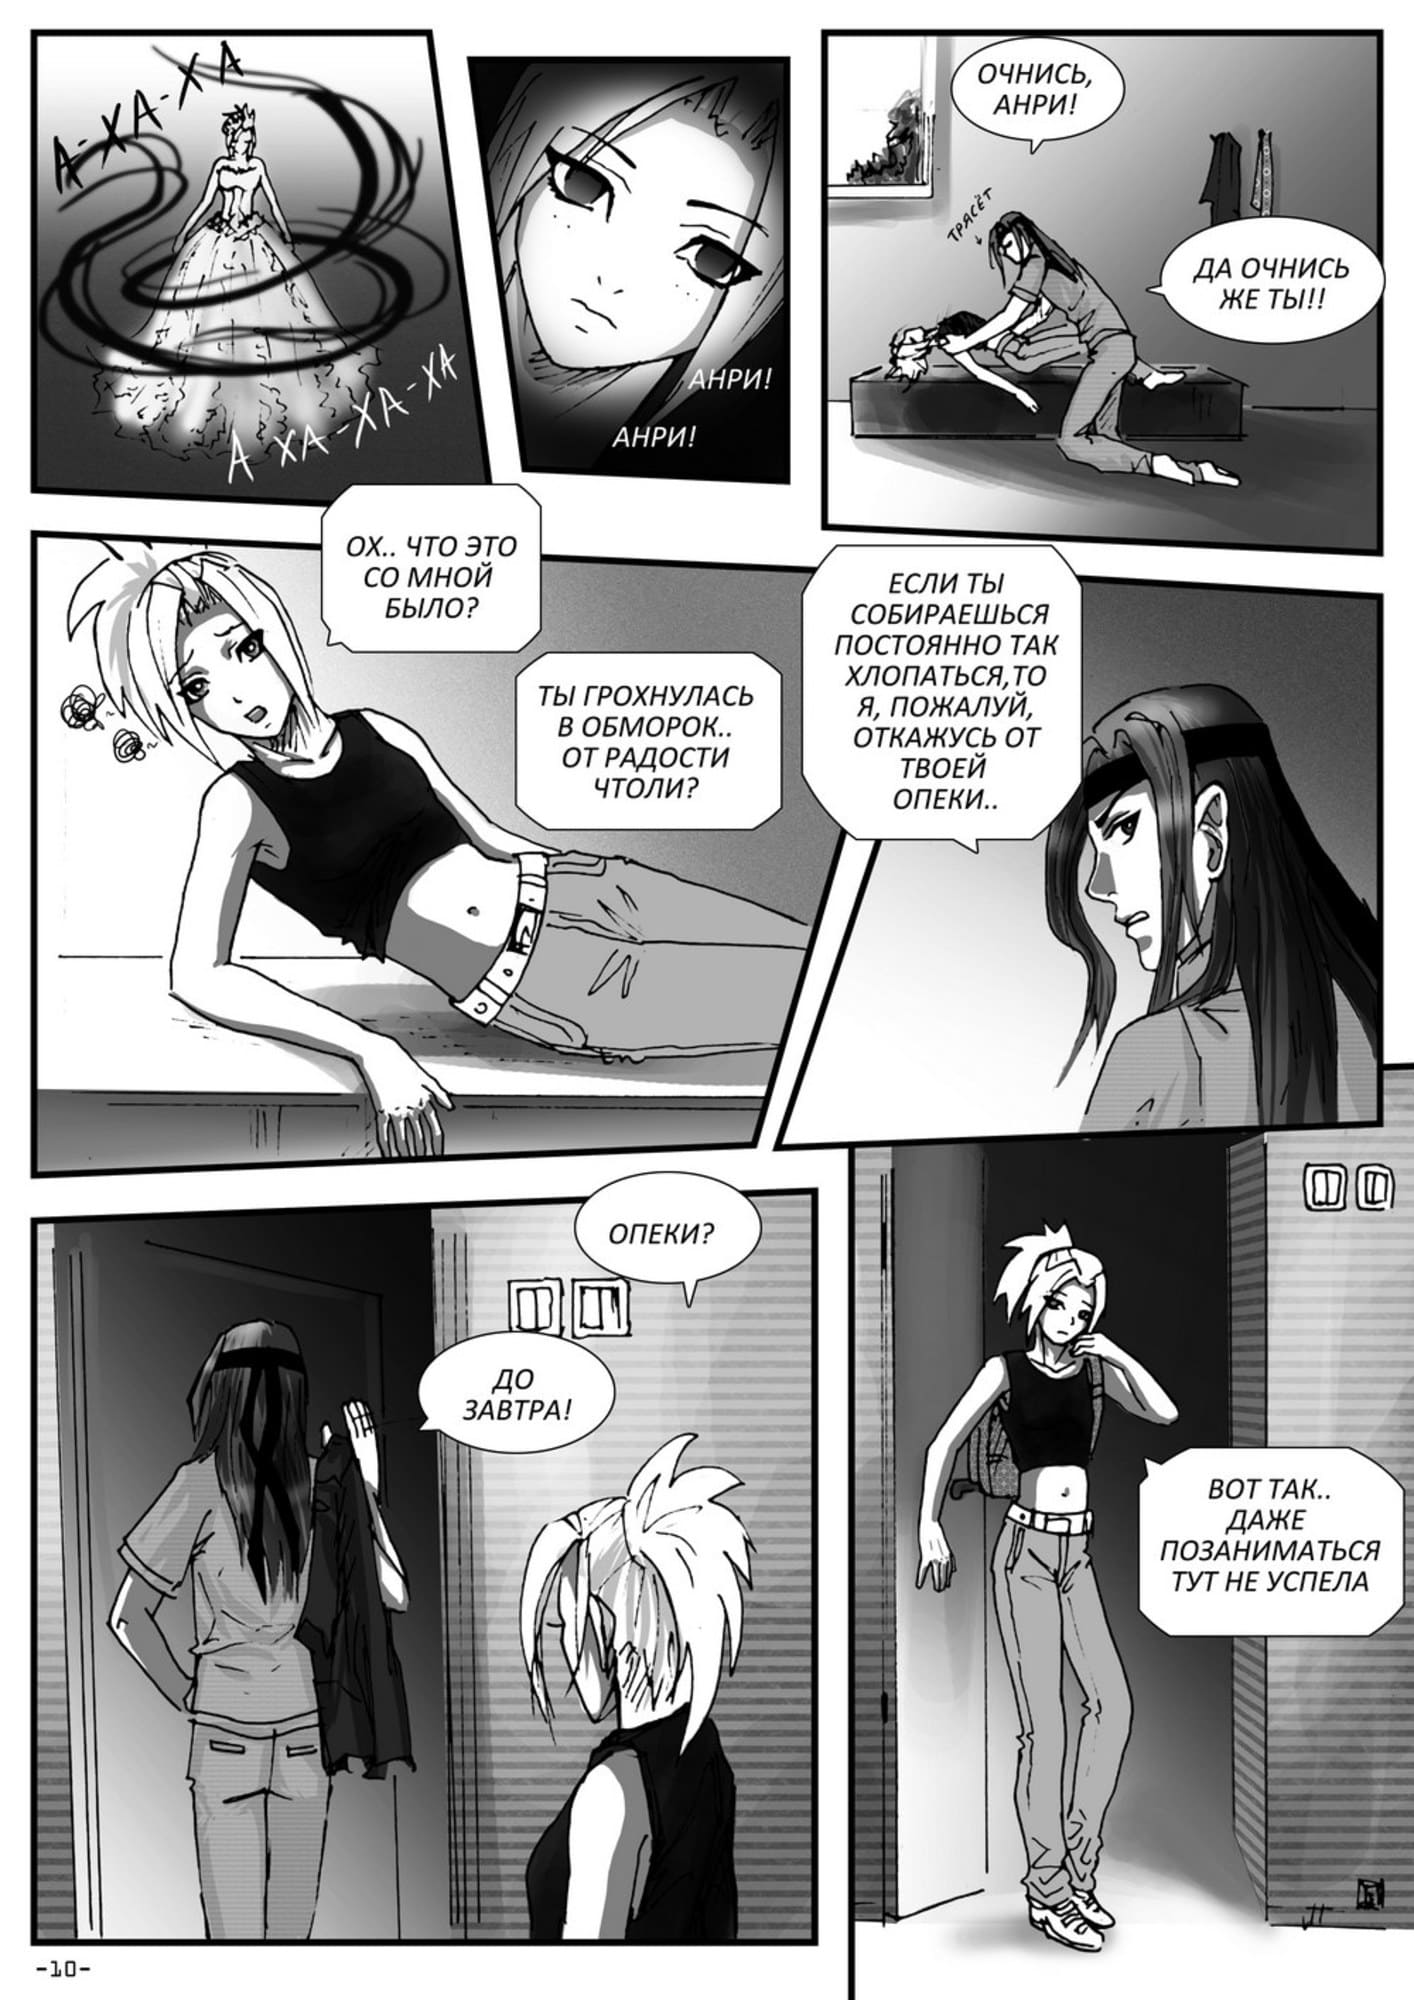 А-ХА-ХА
А ХА-ХА-ХА
АНРИ!
АНРИ!
ОЧНИСЬ,
АНРИ!
ТРЯСЁТ
ДА ОЧНИСЬ
ЖЕ ТЫ!!
ОХ.. ЧТО ЭТО
СО МНОЙ
БЫЛО?
ТЫ ГРОХНУЛАСЬ
В ОБМОРОК..
ОТ РАДОСТИ
ЧТОЛИ?
ЕСЛИ ТЫ
СОБИРАЕШЬСЯ
ПОСТОЯННО ТАК
ХЛОПАТЬСЯ,ТО
Я, ПОЖАЛУЙ,
ОТКАЖУСЬ ОТ
ТВОЕЙ
ОПЕКИ..
ОПЕКИ?
ДО
ЗАВТРА!
ВОТ ТАК..
ДАЖЕ
ПОЗАНИМАТЬСЯ
ТУТ НЕ УСПЕЛА
-10-